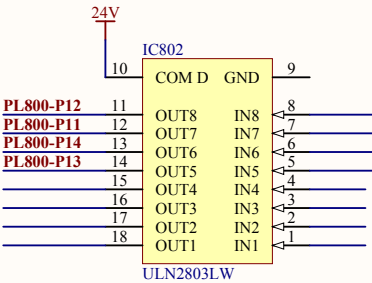 24V
IC802
10 COM D GND 9
PL800-P12 11 OUT8 IN8 8
PL800-P11 12 OUT7 IN7 7
PL800-P14 13 OUT6 IN6 6
PL800-P13 14 OUT5 IN5 5
15 OUT4 IN4 4
16 OUT3 IN3 3
17 OUT2 IN2 2
18 OUT1 IN1 1
ULN2803LW